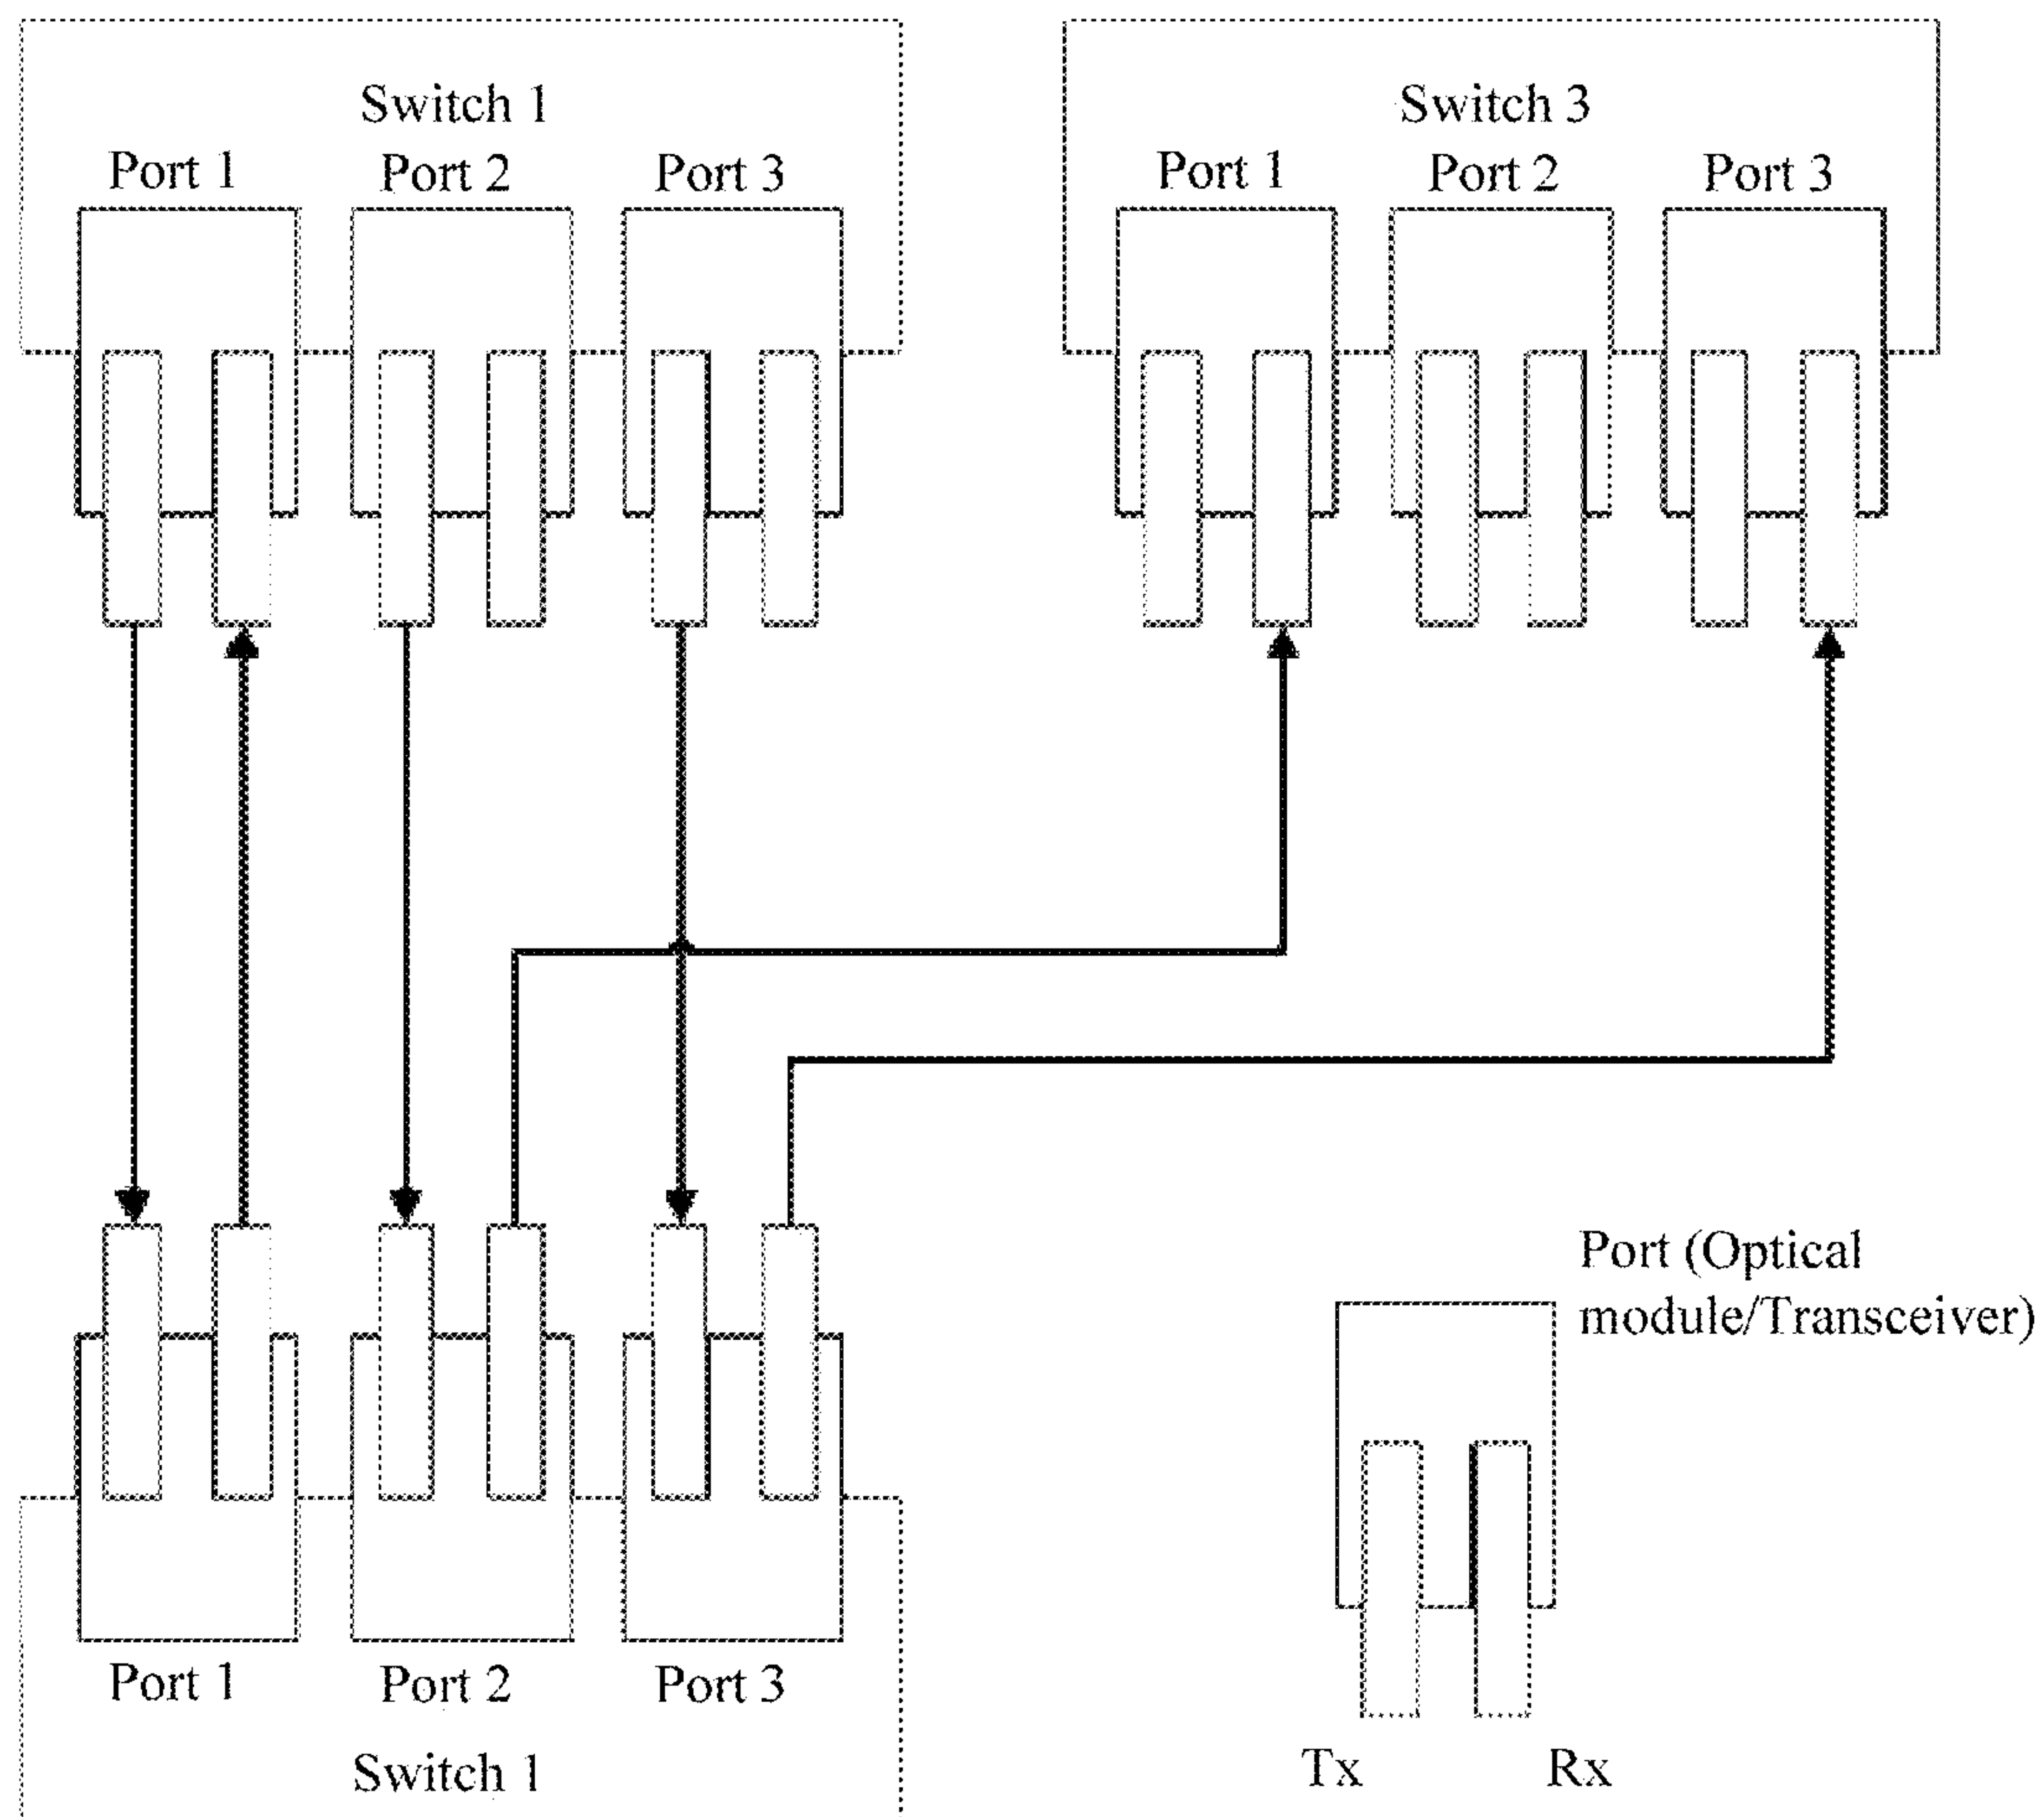 Switch 1
Port 1 Port 2 Port 3
Switch 3
Port 1 Port 2 Port 3
Port (Optical
module/Transceiver)
Tx Rx
Port 1 Port 2 Port 3
Switch 1